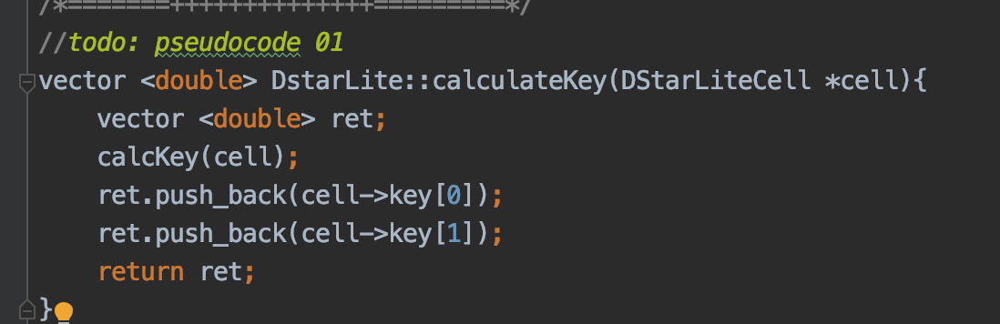 /*=======++++++++++++++=========*/
//todo: pseudocode 01
vector <double> DstarLite::calculateKey(DStarLiteCell *cell){
    vector <double> ret;
    calcKey(cell);
    ret.push_back(cell->key[0]);
    ret.push_back(cell->key[1]);
    return ret;
}